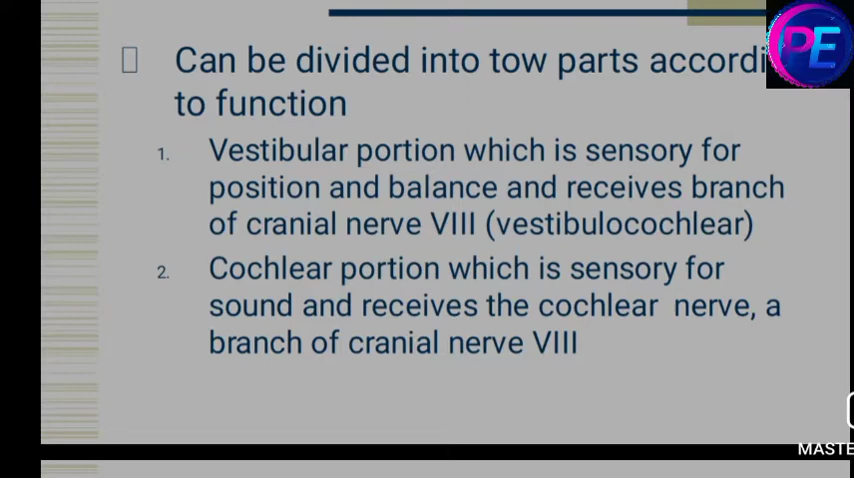 Can be divided into tow parts accordi
to function
1. Vestibular portion which is sensory for
position and balance and receives branch
of cranial nerve VIII (vestibulocochlear)
2. Cochlear portion which is sensory for
sound and receives the cochlear nerve, a
branch of cranial nerve VIII
PE
MASTE